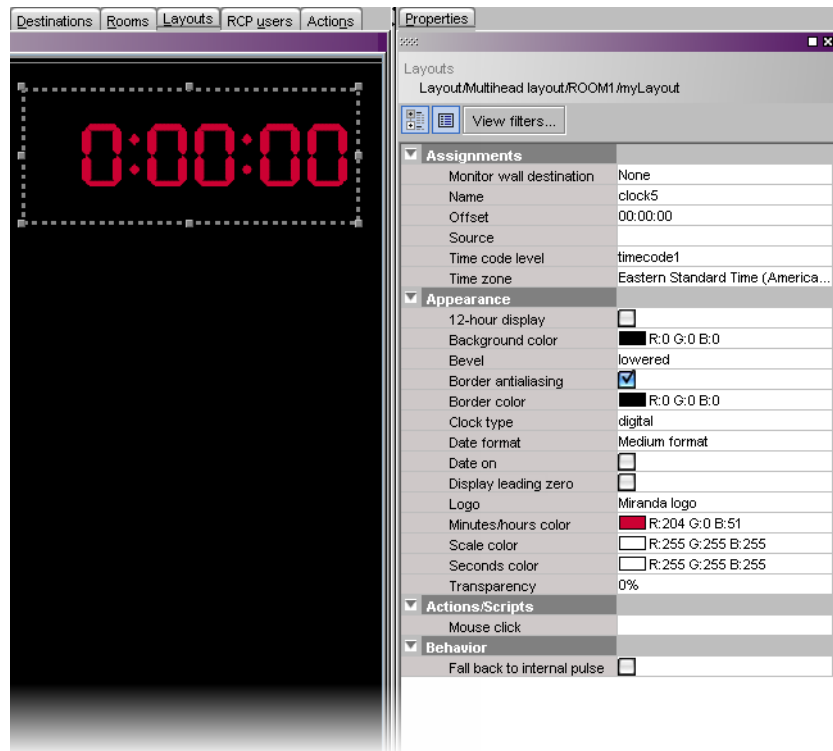 Destinations Rooms Layouts RCP users Actions
0:00:00
Properties
Layouts
Layout/Multihead layout/ROOM1/myLayout
View filters...
Assignments
Monitor wall destination None
Name clock5
Offset 00:00:00
Source
Time code level timecode1
Time zone Eastern Standard Time (America...
Appearance
12-hour display
Background color R:0 G:0 B:0
Bevel lowered
Border antialiasing
Border color R:0 G:0 B:0
Clock type digital
Date format Medium format
Date on
Display leading zero
Logo Miranda logo
Minutes/hours color R:204 G:0 B:51
Scale color R:255 G:255 B:255
Seconds color R:255 G:255 B:255
Transparency 0%
Actions/Scripts
Mouse click
Behavior
Fall back to internal pulse